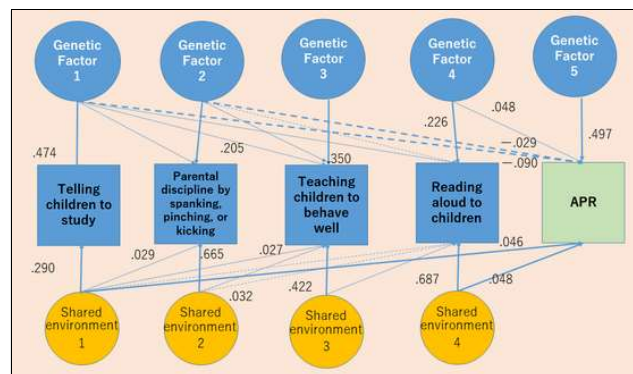 Genetic
Factor
1
Genetic
Factor
2
Genetic
Factor
3
Genetic
Factor
4
Genetic
Factor
5
.048
.226
—.029
.497
.474
.205
.350
—.090
Telling
children to
study
Parental
discipline by
spanking,
pinching, or
kicking
Teaching
children to
behave
well
Reading
aloud to
children
APR
.290
.029
.665
.027
.046
.032
.422
.687
.048
Shared
environment
1
Shared
environment
2
Shared
environment
3
Shared
environment
4